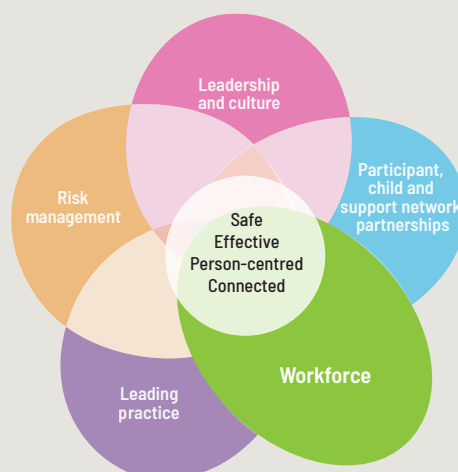 Leadership
and culture
Participant,
child and
support network
partnerships
Risk
management
Safe
Effective
Person-centred
Connected
Workforce
Leading
practice